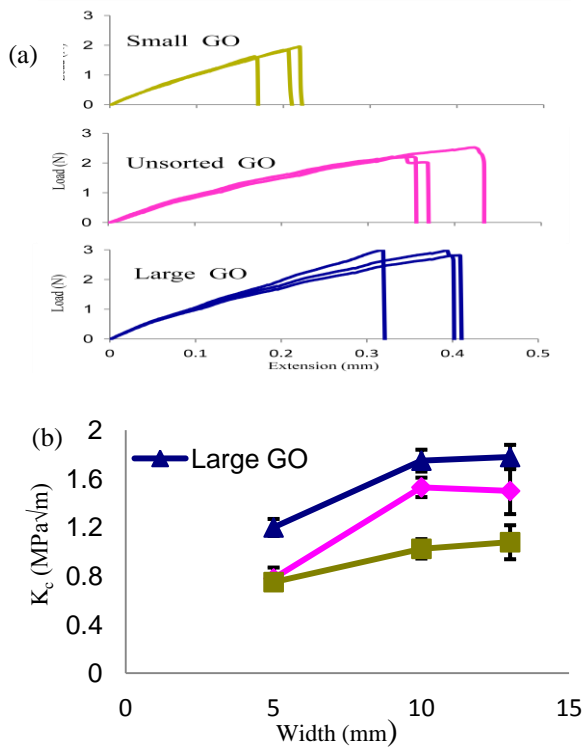 (a)
Small GO
3
2
1
0
Unsorted GO
Load (N)
3
2
1
0
Large GO
Load (N)
3
2
1
0
0 0.1 0.2 0.3 0.4 0.5
Extension (mm)
(b)
Large GO
K_c (MPa√m)
2
1.6
1.2
0.8
0.4
0
0 5 10 15
Width (mm)